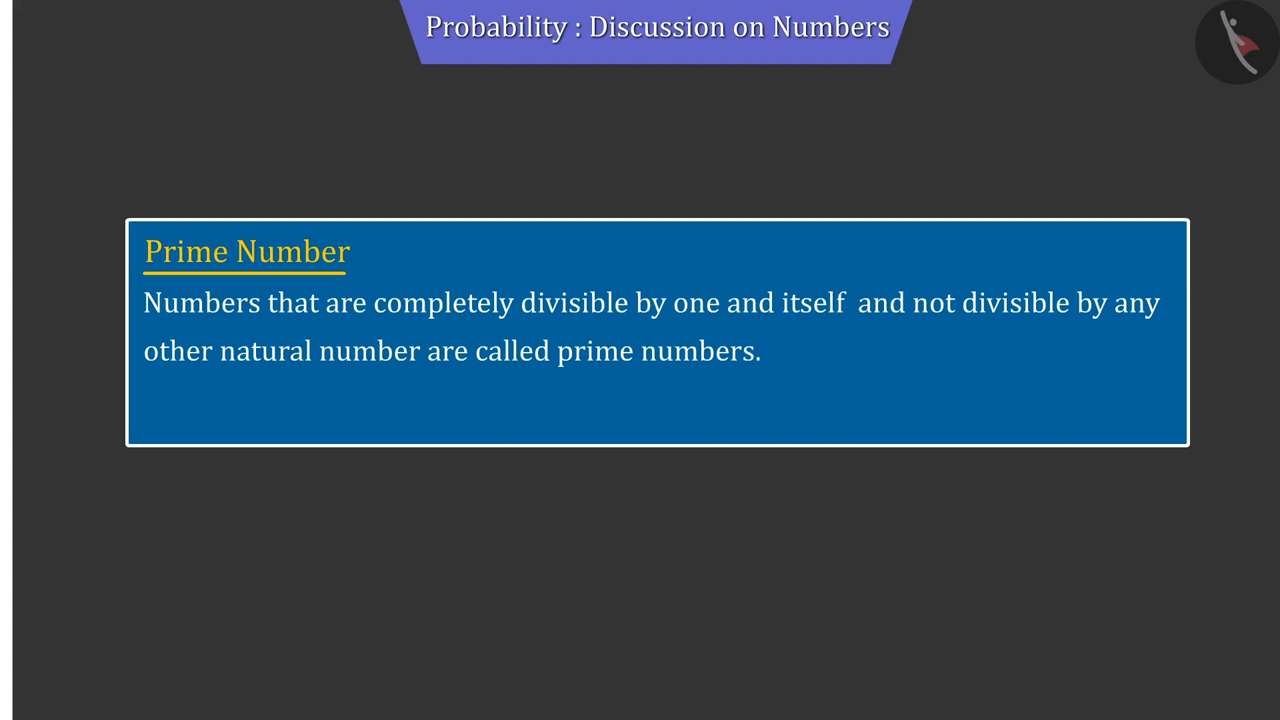 Probability : Discussion on Numbers
Prime Number
Numbers that are completely divisible by one and itself  and not divisible by any
other natural number are called prime numbers.